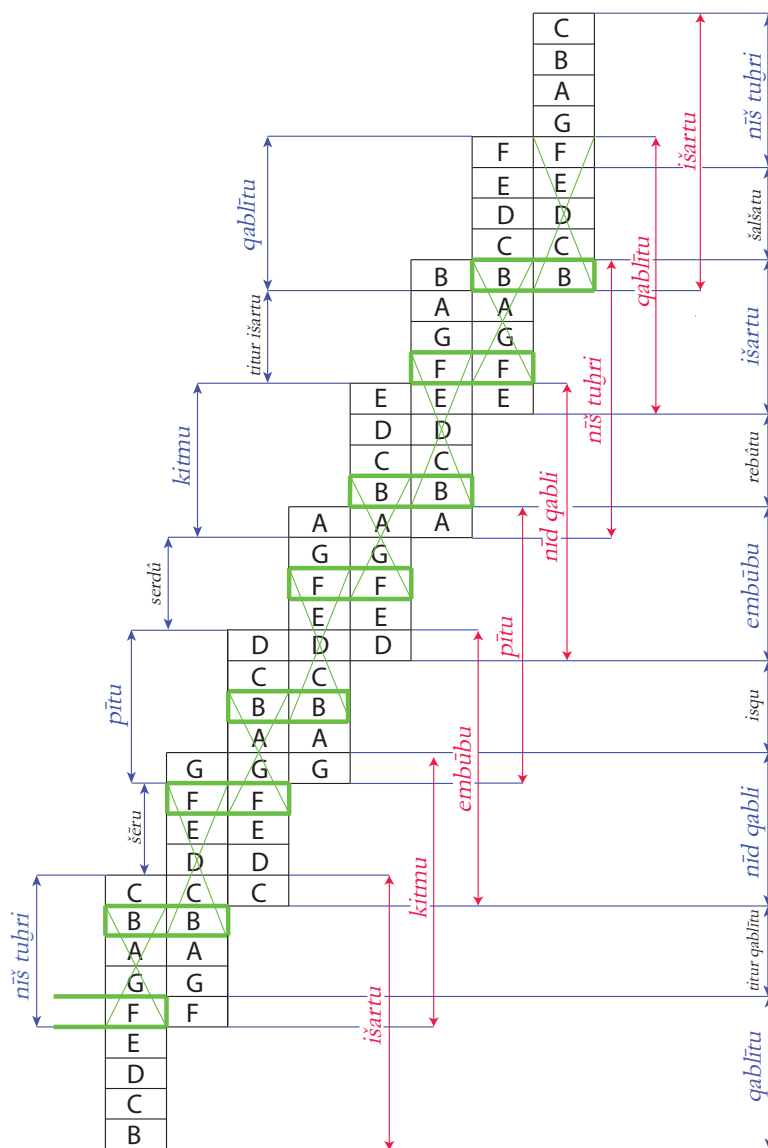 C
B
A
G
F F
E E
D D
C C
B B B
A A
G G
F F
E E E
D D
C C
B B
A A A
G G
F F
E E
D D D
C C
B B
A A
G G G
F F
E E
D D
C C C
B B
A A
G G
F F
E
D
C
B
qablītu
titur išartu
kitmu
serdû
pītu
šēru
nīš tuḫri
išartu
qablītu
nīš tuḫri
nīd qabli
pītu
embūbu
kitmu
išartu
nīš tuḫri
šalšatu
išartu
rebûtu
embūbu
isqu
nīd qabli
titur qablītu
qablītu